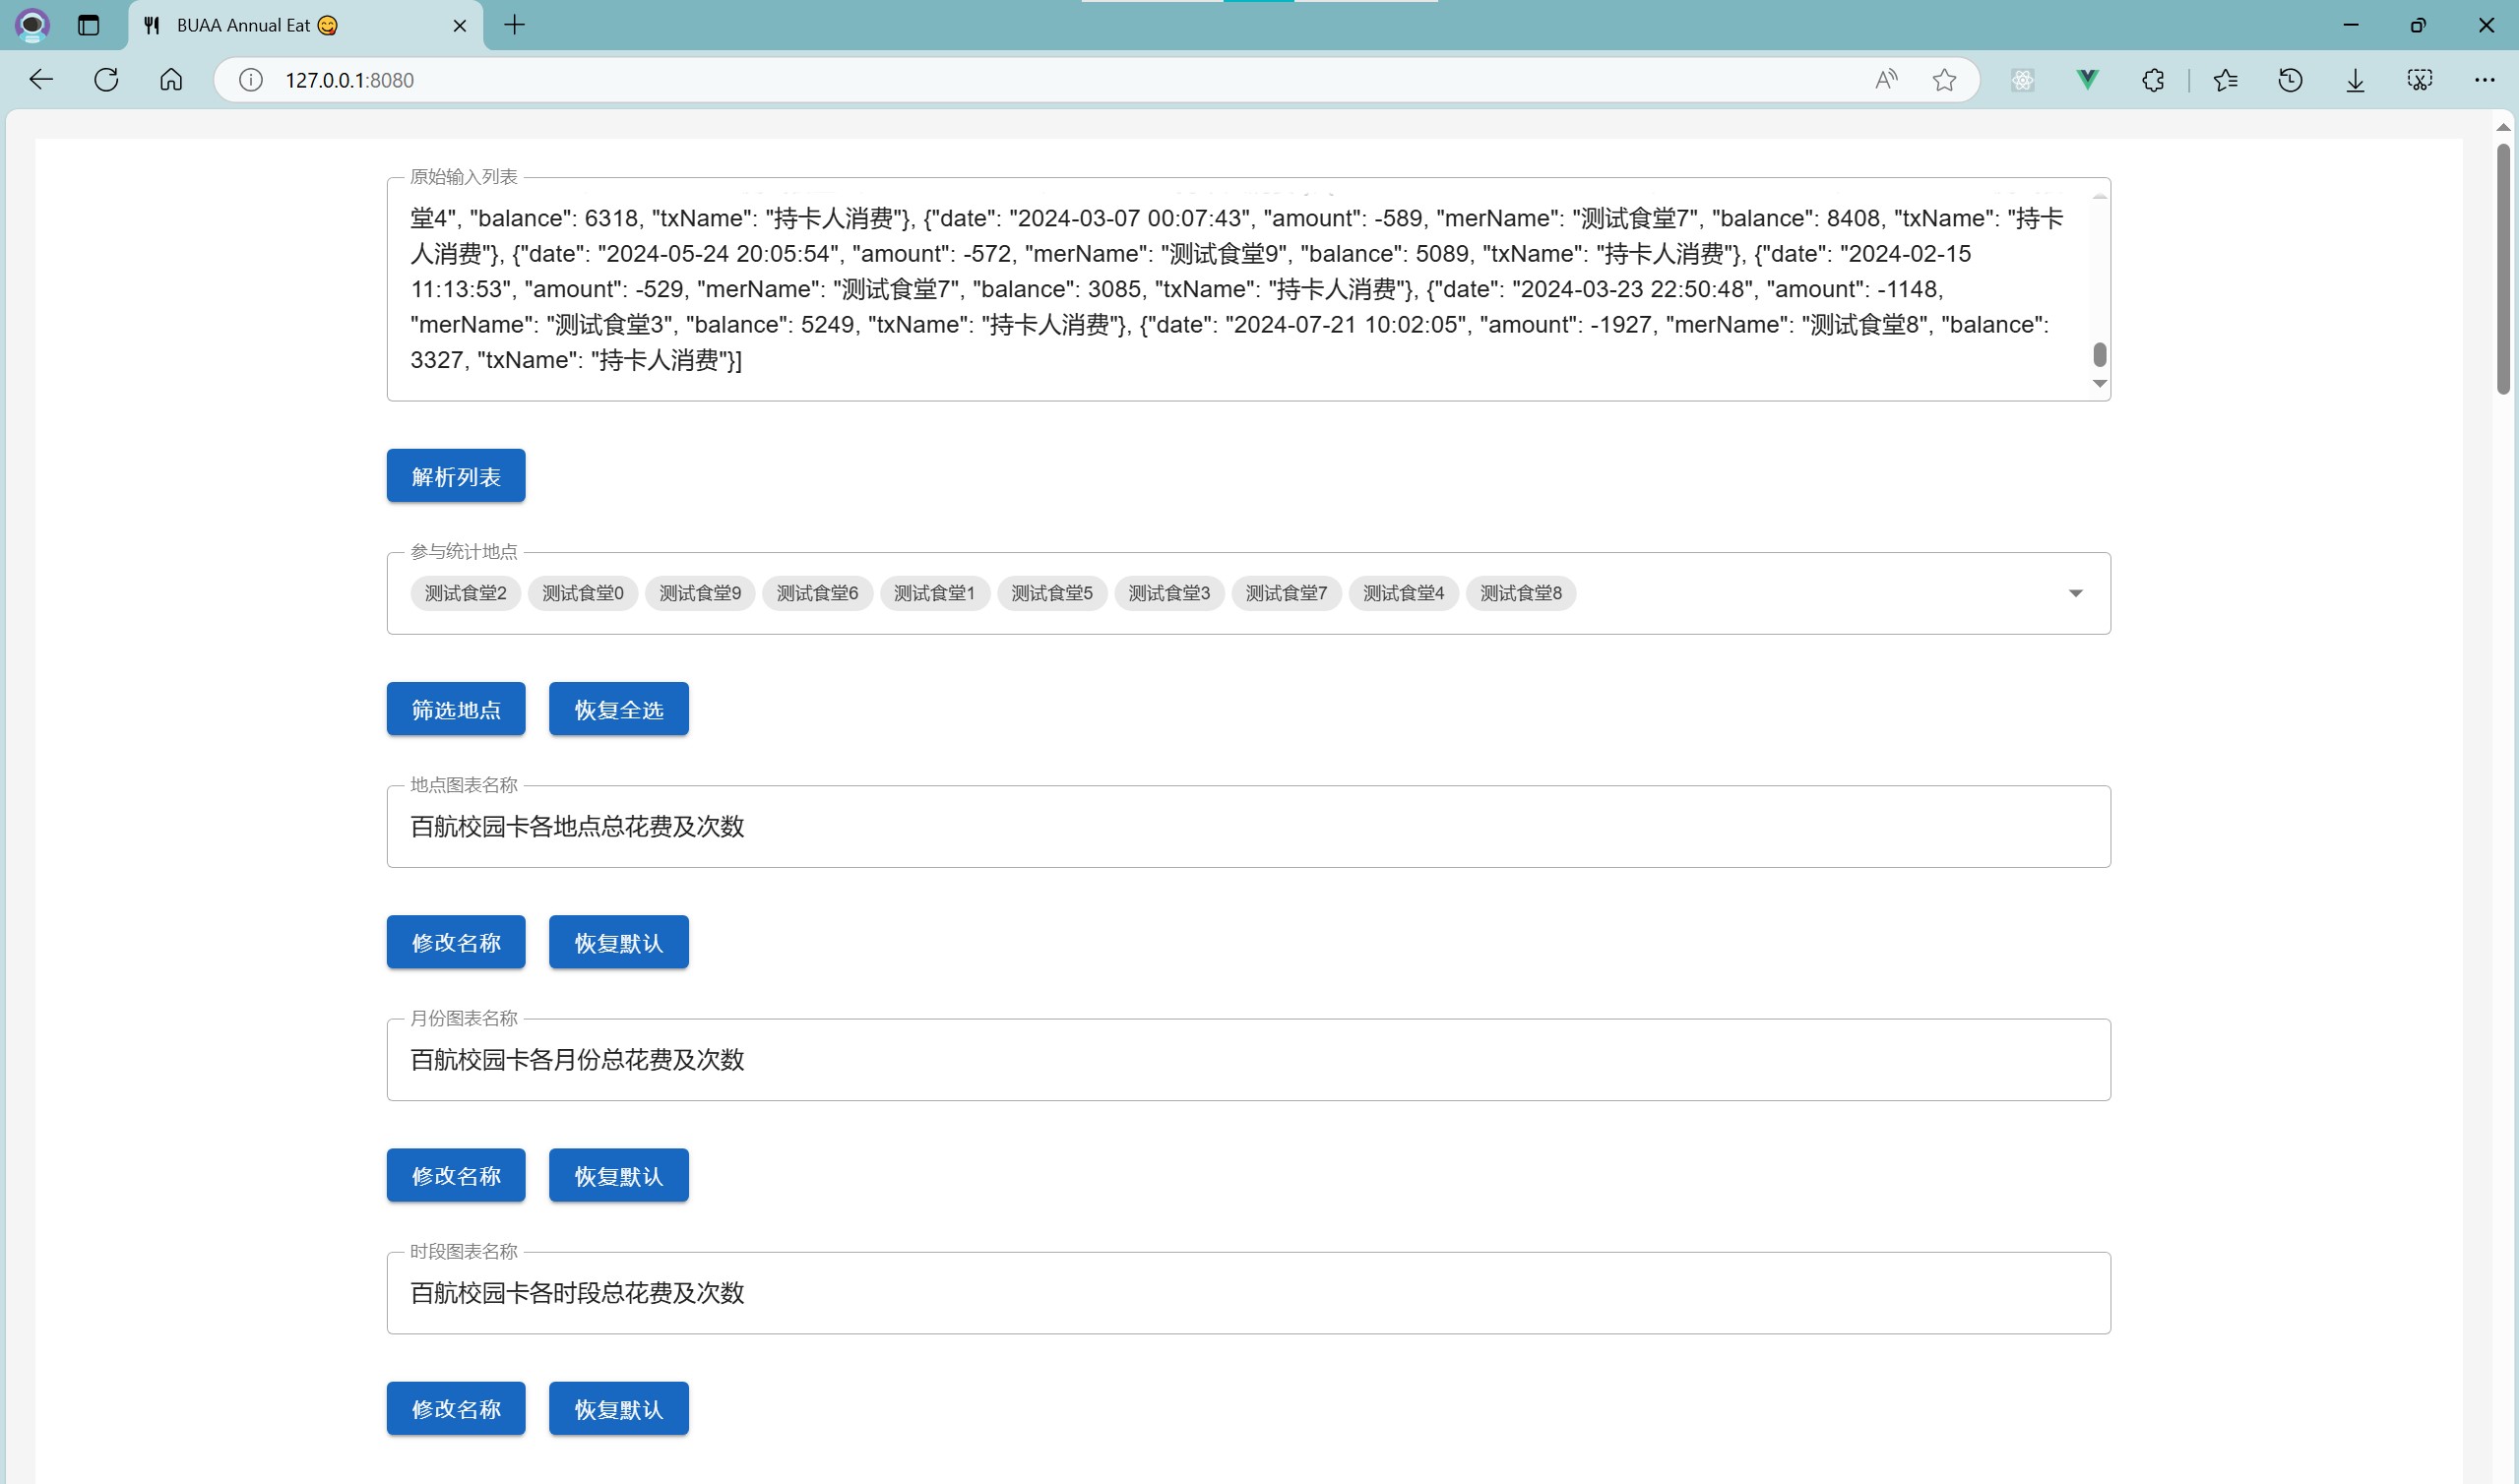 BUAA Annual Eat 😋
127.0.0.1:8080
原始输入列表
堂4", "balance": 6318, "txName": "持卡人消费"}, {"date": "2024-03-07 00:07:43", "amount": -589, "merName": "测试食堂7", "balance": 8408, "txName": "持卡
人消费"}, {"date": "2024-05-24 20:05:54", "amount": -572, "merName": "测试食堂9", "balance": 5089, "txName": "持卡人消费"}, {"date": "2024-02-15
11:13:53", "amount": -529, "merName": "测试食堂7", "balance": 3085, "txName": "持卡人消费"}, {"date": "2024-03-23 22:50:48", "amount": -1148,
"merName": "测试食堂3", "balance": 5249, "txName": "持卡人消费"}, {"date": "2024-07-21 10:02:05", "amount": -1927, "merName": "测试食堂8", "balance":
3327, "txName": "持卡人消费"}]
解析列表
参与统计地点
测试食堂2 测试食堂0 测试食堂9 测试食堂6 测试食堂1 测试食堂5 测试食堂3 测试食堂7 测试食堂4 测试食堂8
筛选地点 恢复全选
地点图表名称
百航校园卡各地点总花费及次数
修改名称 恢复默认
月份图表名称
百航校园卡各月份总花费及次数
修改名称 恢复默认
时段图表名称
百航校园卡各时段总花费及次数
修改名称 恢复默认